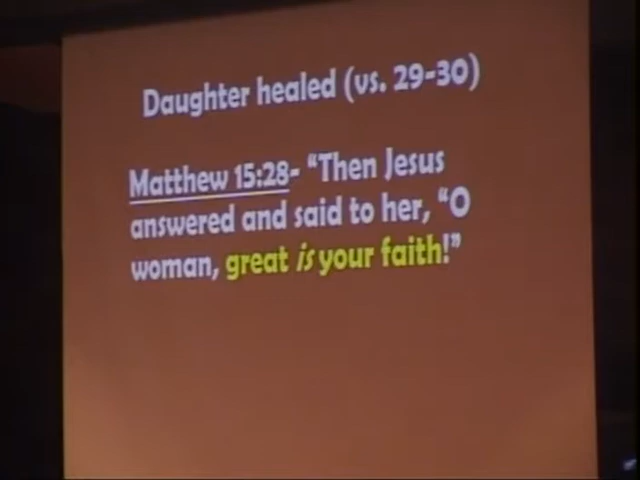 Daughter healed (vs. 29-30)
Matthew 15:28- “Then Jesus
answered and said to her, “O
woman, great is your faith!”